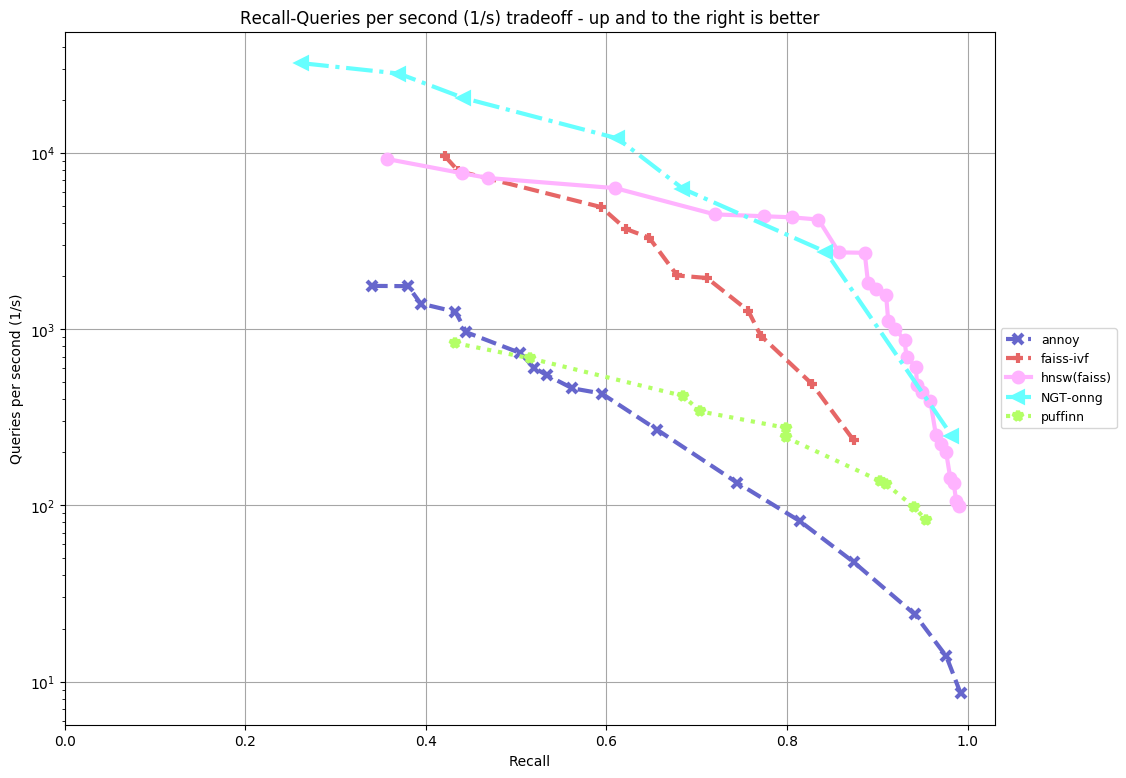 Recall-Queries per second (1/s) tradeoff - up and to the right is better
Queries per second (1/s)
10^4
10^3
10^2
10^1
0.0 0.2 0.4 0.6 0.8 1.0
Recall
annoy
faiss-ivf
hnsw(faiss)
NGT-onng
puffinn